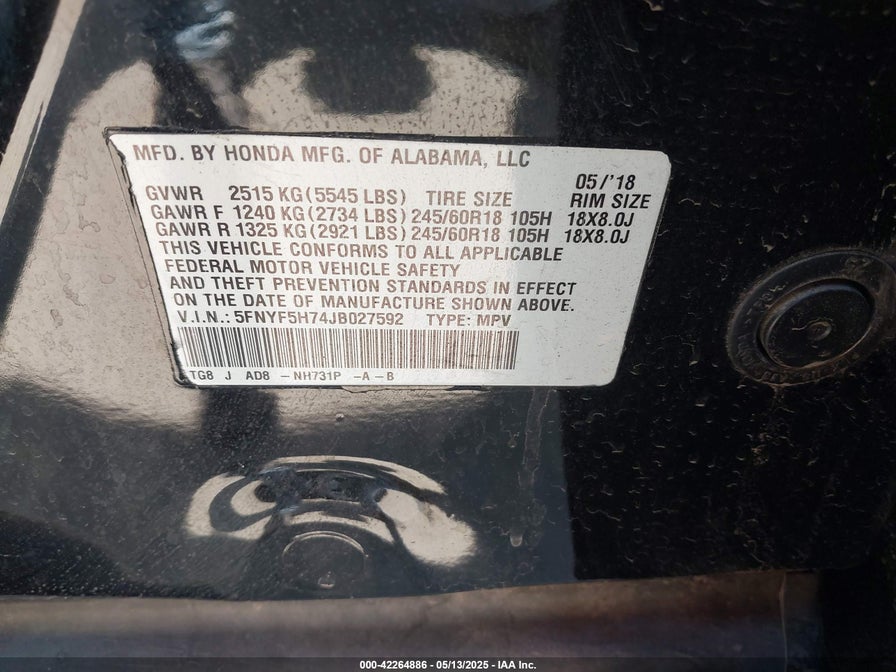 MFD. BY HONDA MFG. OF ALABAMA, LLC
05/'18
GVWR 2515 KG(5545 LBS) TIRE SIZE RIM SIZE
GAWR F 1240 KG(2734 LBS) 245/60R18 105H 18X8.0J
GAWR R 1325 KG(2921 LBS) 245/60R18 105H 18X8.0J
THIS VEHICLE CONFORMS TO ALL APPLICABLE
FEDERAL MOTOR VEHICLE SAFETY
AND THEFT PREVENTION STANDARDS IN EFFECT
ON THE DATE OF MANUFACTURE SHOWN ABOVE.
V.I.N.: 5FNYF5H74JB027592 TYPE: MPV
TG8 J AD8 -NH731P -A-B
000-42264886 - 05/13/2025 - IAA Inc.